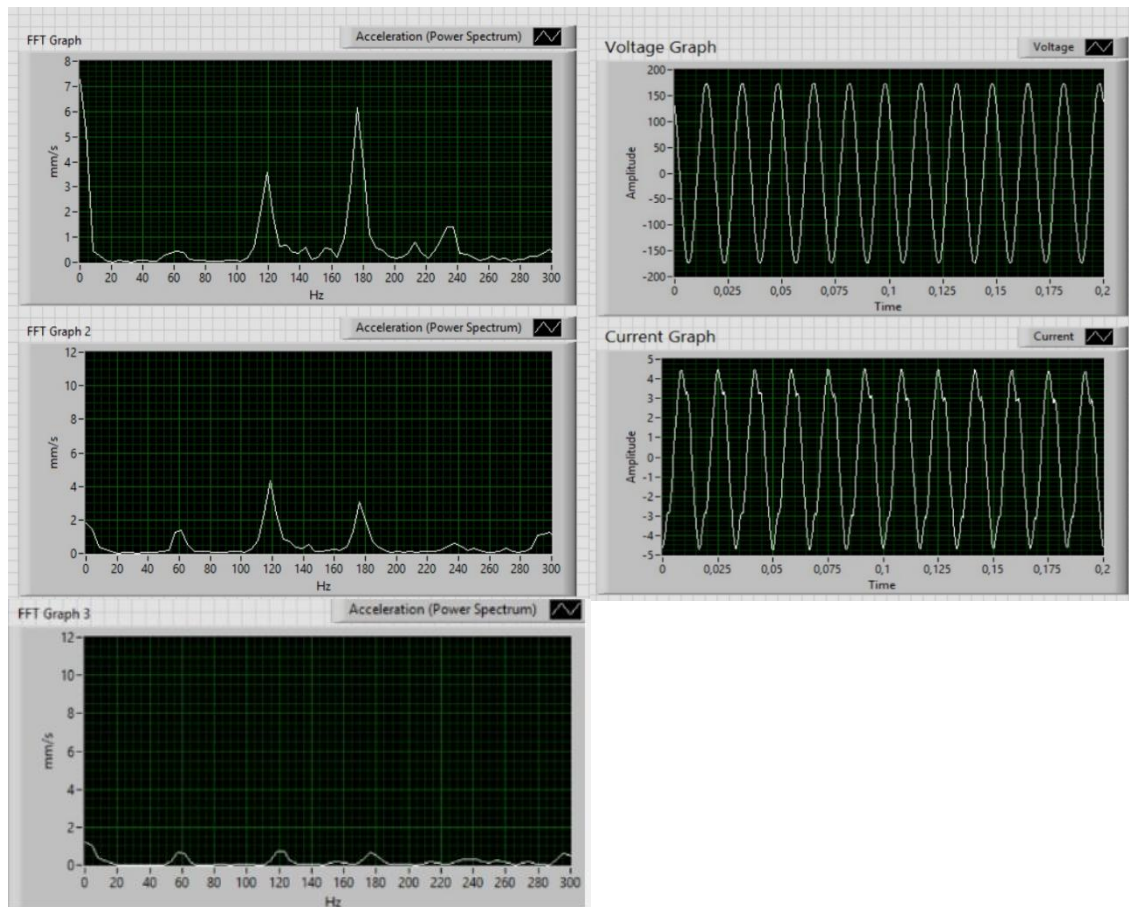 FFT Graph
Acceleration (Power Spectrum)
8
7
6
5
4
3
2
1
0
mm/s
0 20 40 60 80 100 120 140 160 180 200 220 240 260 280 300
Hz
Voltage Graph
Voltage
200
150
100
50
0
-50
-100
-150
-200
Amplitude
0 0,025 0,05 0,075 0,1 0,125 0,15 0,175 0,2
Time
FFT Graph 2
Acceleration (Power Spectrum)
12
10
8
6
4
2
0
mm/s
0 20 40 60 80 100 120 140 160 180 200 220 240 260 280 300
Hz
Current Graph
Current
5
4
3
2
1
0
-1
-2
-3
-4
-5
Amplitude
0 0,025 0,05 0,075 0,1 0,125 0,15 0,175 0,2
Time
FFT Graph 3
Acceleration (Power Spectrum)
12
10
8
6
4
2
0
mm/s
0 20 40 60 80 100 120 140 160 180 200 220 240 260 280 300
Hz